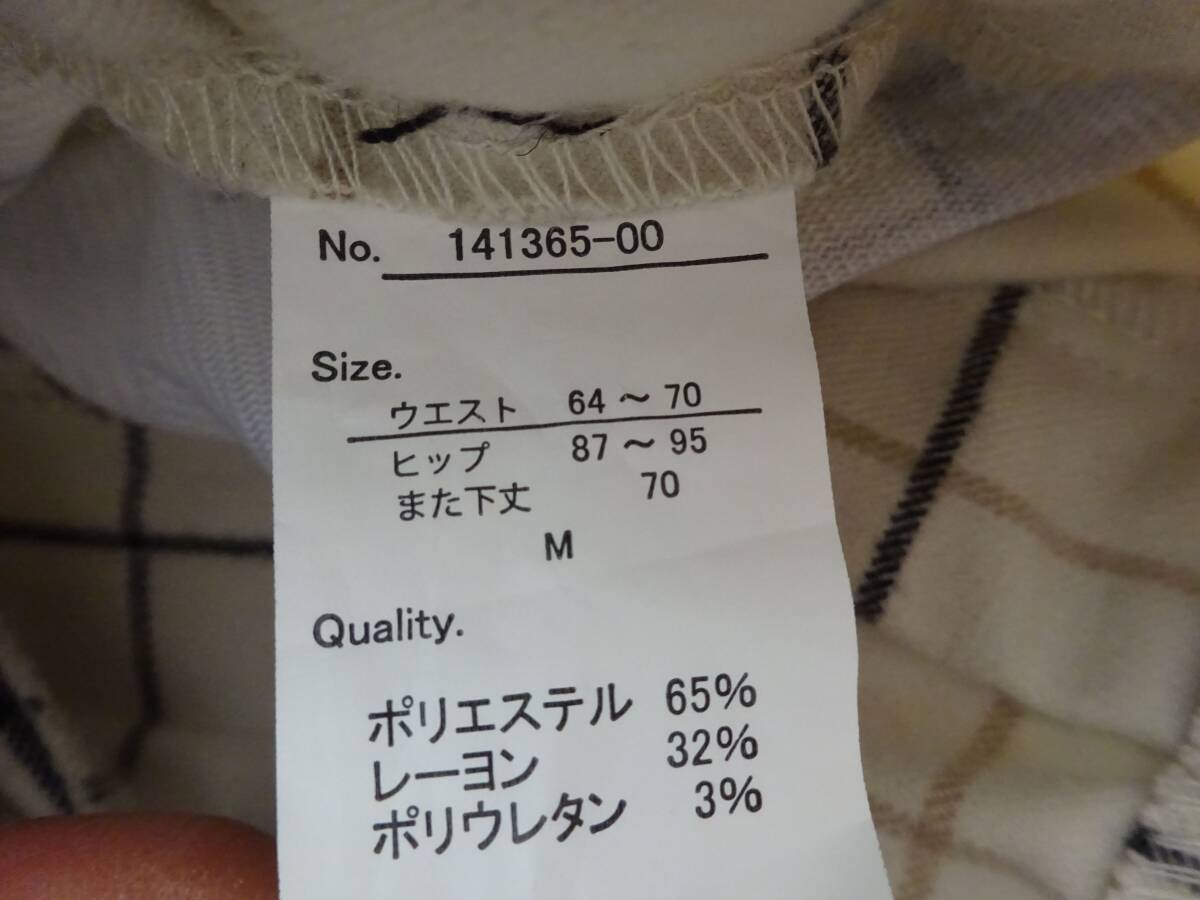 No. 141365-00
Size.
ウエスト 64 ～ 70
ヒップ 87 ～ 95
また下丈 70
M
Quality.
ポリエステル 65%
レーヨン 32%
ポリウレタン 3%